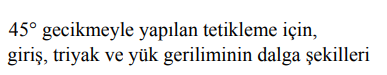 45° gecikmeyle yapılan tetikleme için,
giriş, triyak ve yük geriliminin dalga şekilleri